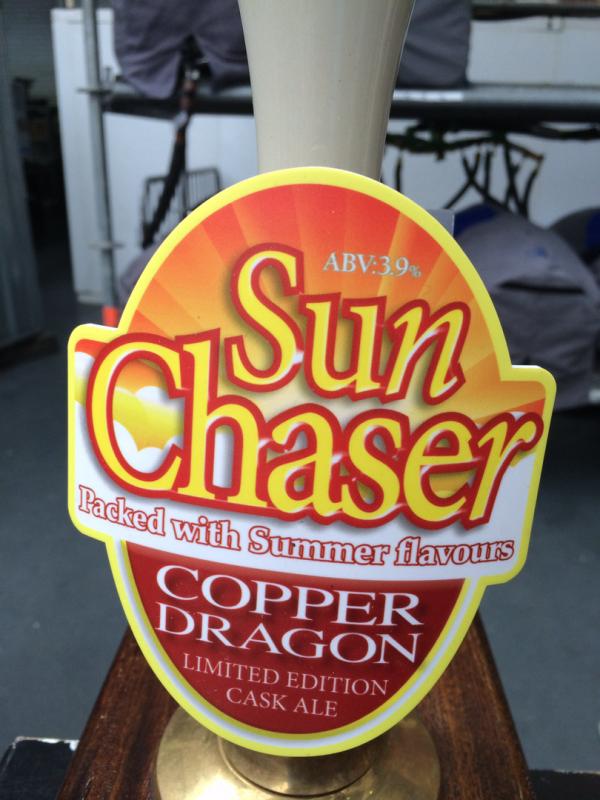 ABV:3.9%
Sun
Chaser
Packed with Summer flavours
COPPER
DRAGON
LIMITED EDITION
CASK ALE